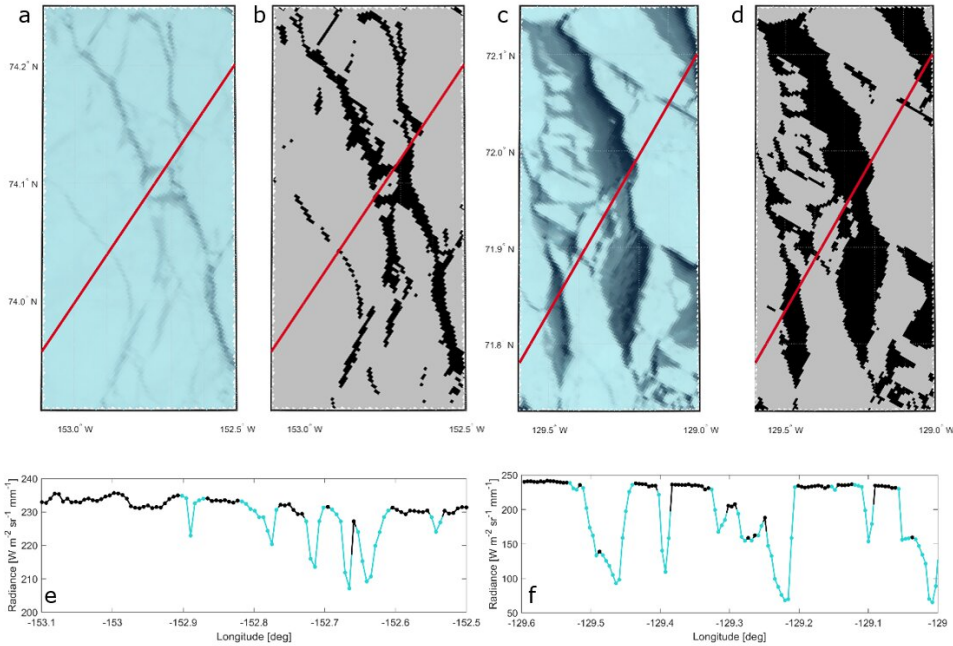 a b c d
74.2° N
74.1° N
74.0° N
153.0° W 152.5° W
153.0° W 152.5° W
72.1° N
72.0° N
71.9° N
71.8° N
129.5° W 129.0° W
129.5° W 129.0° W
Radiance [W m-2 sr-1 mm-1]
240
230
220
210
200
e
-153.1 -153 -152.9 -152.8 -152.7 -152.6 -152.5
Longitude [deg]
Radiance [W m-2 sr-1 mm-1]
250
200
150
100
50
f
-129.6 -129.5 -129.4 -129.3 -129.2 -129.1 -129
Longitude [deg]